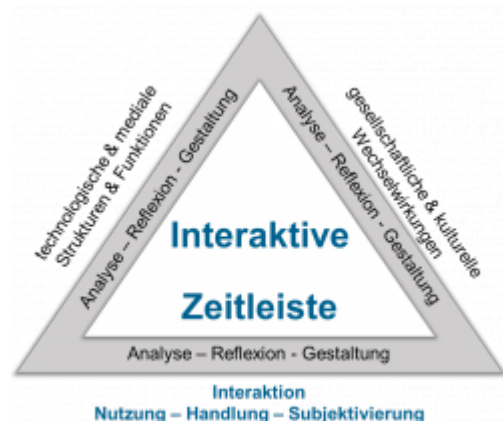 technologische & mediale
Strukturen & Funktionen
Analyse – Reflexion - Gestaltung
Analyse – Reflexion - Gestaltung
gesellschaftliche & kulturelle
Wechselwirkungen
Interaktive
Zeitleiste
Analyse – Reflexion - Gestaltung
Interaktion
Nutzung – Handlung – Subjektivierung